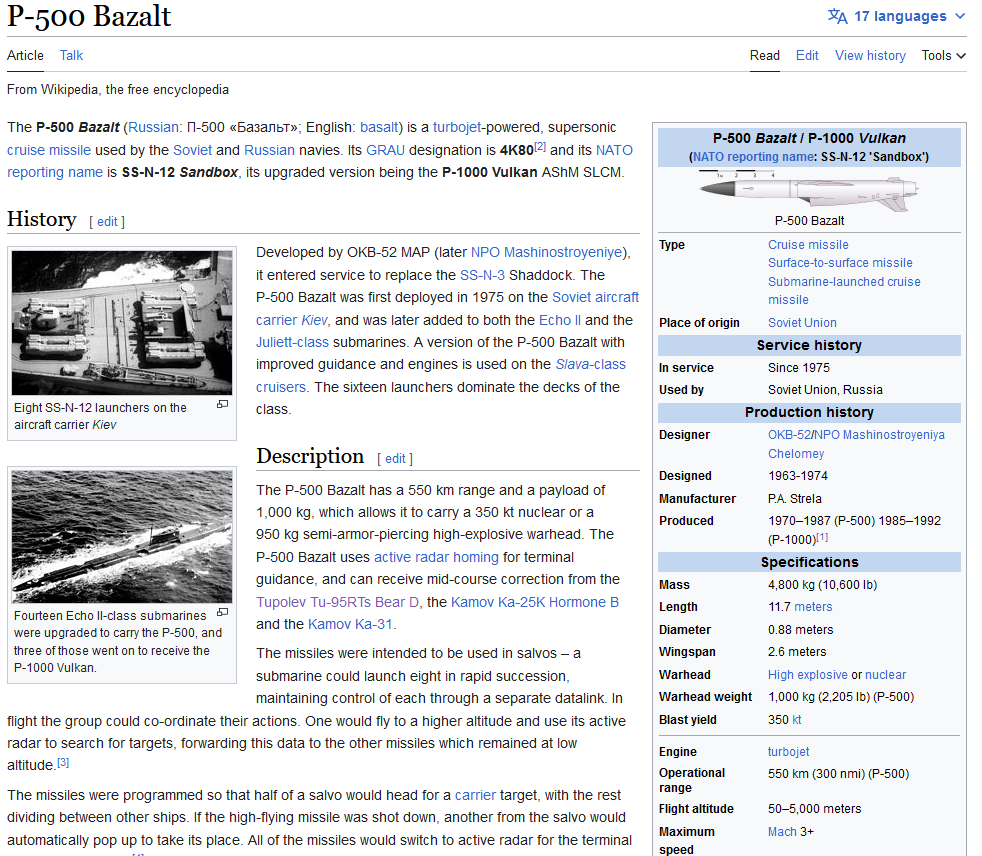 P-500 Bazalt
17 languages
Article Talk
Read Edit View history Tools
From Wikipedia, the free encyclopedia
The P-500 Bazalt (Russian: П-500 «Базальт»; English: basalt) is a turbojet-powered, supersonic
cruise missile used by the Soviet and Russian navies. Its GRAU designation is 4K80[2] and its NATO
reporting name is SS-N-12 Sandbox, its upgraded version being the P-1000 Vulkan AShM SLCM.
History [ edit ]
Eight SS-N-12 launchers on the
aircraft carrier Kiev
Developed by OKB-52 MAP (later NPO Mashinostroyeniye),
it entered service to replace the SS-N-3 Shaddock. The
P-500 Bazalt was first deployed in 1975 on the Soviet aircraft
carrier Kiev, and was later added to both the Echo II and the
Juliett-class submarines. A version of the P-500 Bazalt with
improved guidance and engines is used on the Slava-class
cruisers. The sixteen launchers dominate the decks of the
class.
Description [ edit ]
Fourteen Echo II-class submarines
were upgraded to carry the P-500, and
three of those went on to receive the
P-1000 Vulkan.
The P-500 Bazalt has a 550 km range and a payload of
1,000 kg, which allows it to carry a 350 kt nuclear or a
950 kg semi-armor-piercing high-explosive warhead. The
P-500 Bazalt uses active radar homing for terminal
guidance, and can receive mid-course correction from the
Tupolev Tu-95RTs Bear D, the Kamov Ka-25K Hormone B
and the Kamov Ka-31.
The missiles were intended to be used in salvos – a
submarine could launch eight in rapid succession,
maintaining control of each through a separate datalink. In
flight the group could co-ordinate their actions. One would fly to a higher altitude and use its active
radar to search for targets, forwarding this data to the other missiles which remained at low
altitude.[3]
The missiles were programmed so that half of a salvo would head for a carrier target, with the rest
dividing between other ships. If the high-flying missile was shot down, another from the salvo would
automatically pop up to take its place. All of the missiles would switch to active radar for the terminal
P-500 Bazalt / P-1000 Vulkan
(NATO reporting name: SS-N-12 'Sandbox')
P-500 Bazalt
Type Cruise missile
Surface-to-surface missile
Submarine-launched cruise
missile
Place of origin Soviet Union
Service history
In service Since 1975
Used by Soviet Union, Russia
Production history
Designer OKB-52/NPO Mashinostroyeniya
Chelomey
Designed 1963-1974
Manufacturer P.A. Strela
Produced 1970–1987 (P-500) 1985–1992
(P-1000)[1]
Specifications
Mass 4,800 kg (10,600 lb)
Length 11.7 meters
Diameter 0.88 meters
Wingspan 2.6 meters
Warhead High explosive or nuclear
Warhead weight 1,000 kg (2,205 lb) (P-500)
Blast yield 350 kt
Engine turbojet
Operational 550 km (300 nmi) (P-500)
range
Flight altitude 50–5,000 meters
Maximum Mach 3+
speed